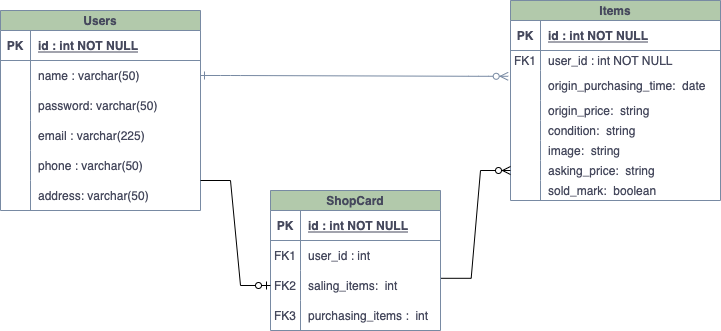 Users
PK id : int NOT NULL
name : varchar(50)
password: varchar(50)
email : varchar(225)
phone : varchar(50)
address: varchar(50)
Items
PK id : int NOT NULL
FK1 user_id : int NOT NULL
origin_purchasing_time: date
origin_price: string
condition: string
image: string
asking_price: string
sold_mark: boolean
ShopCard
PK id : int NOT NULL
FK1 user_id : int
FK2 saling_items: int
FK3 purchasing_items : int